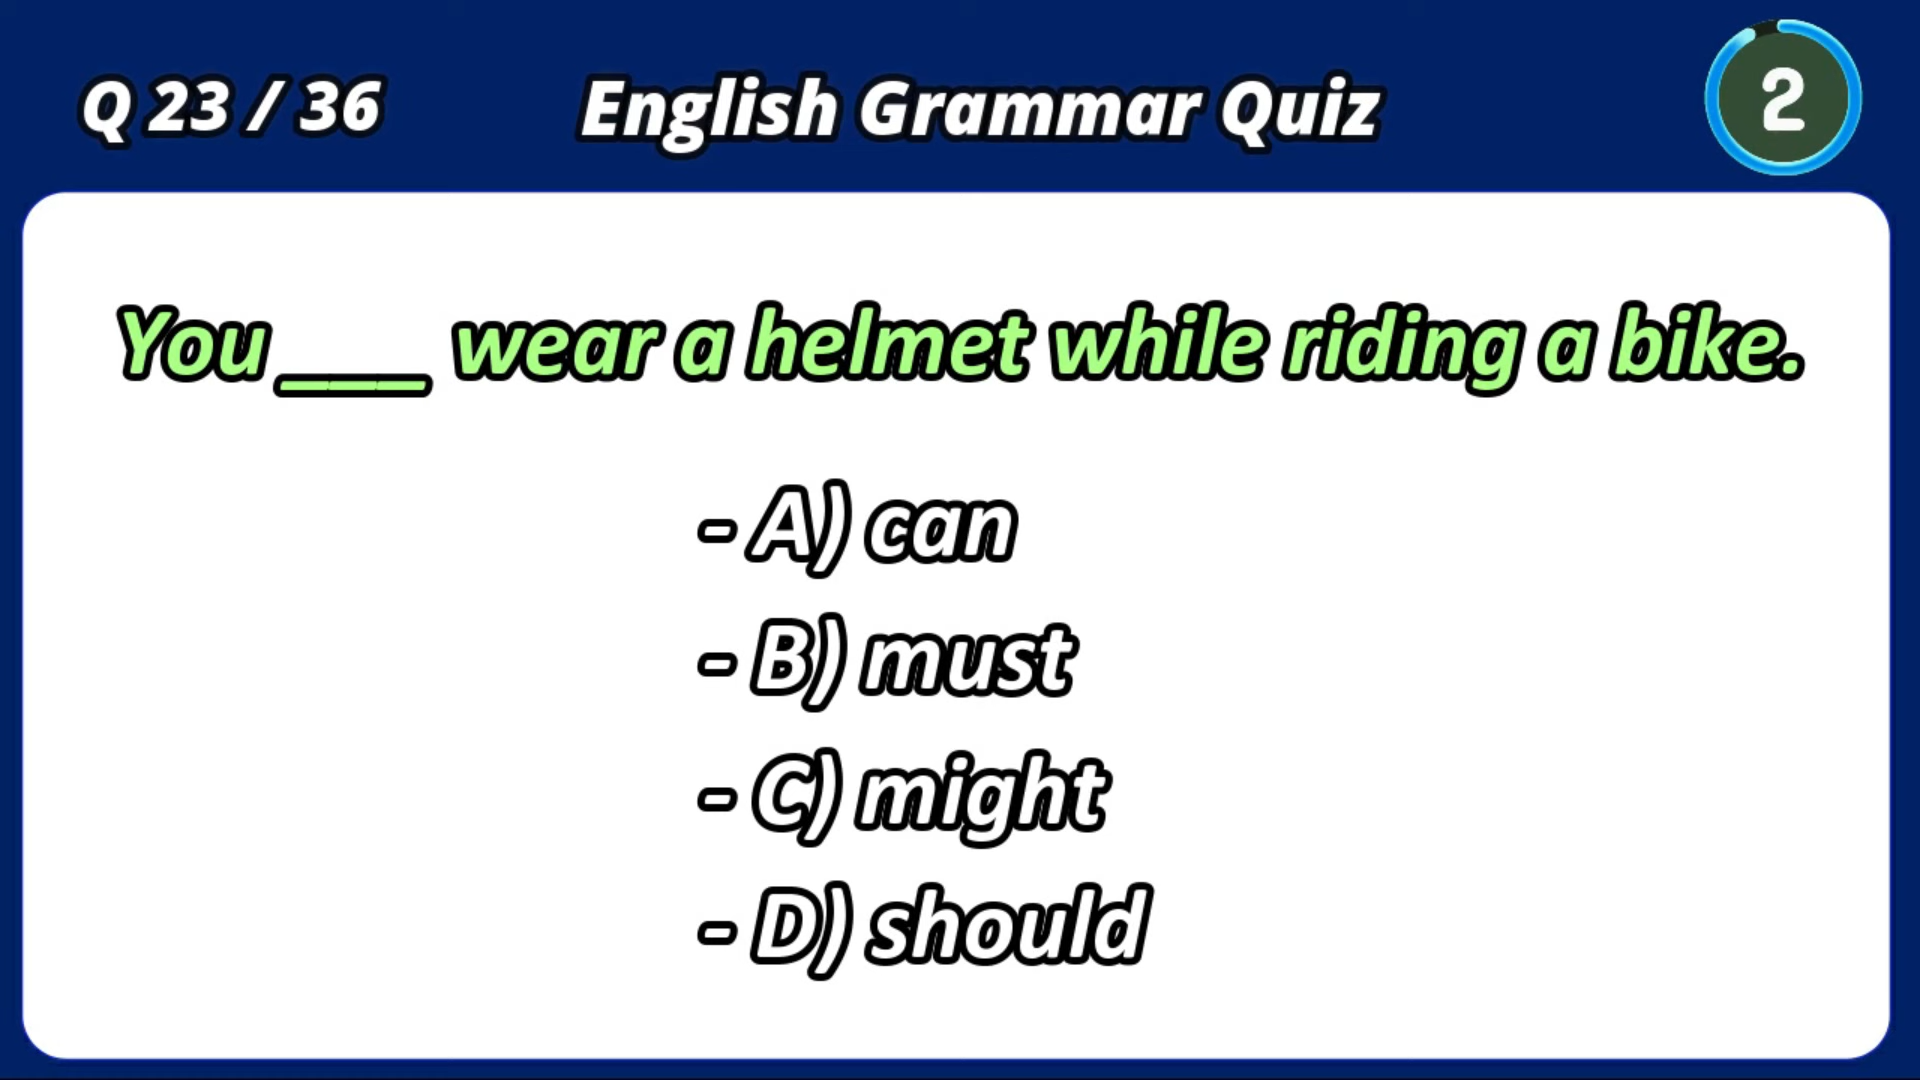 Q 23 / 36
English Grammar Quiz
2
You ___ wear a helmet while riding a bike.
- A) can
- B) must
- C) might
- D) should